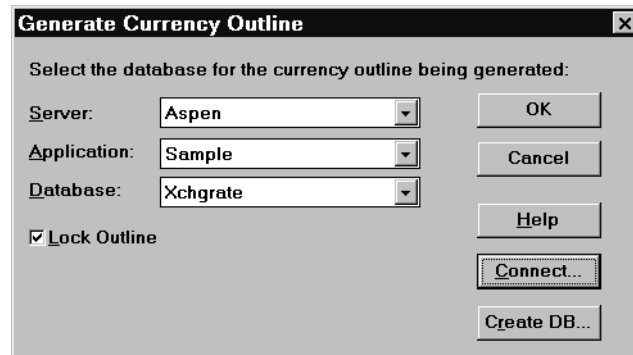 Generate Currency Outline
Select the database for the currency outline being generated:
Server: Aspen
OK
Application: Sample
Cancel
Database: Xchgrate
Help
Lock Outline
Connect...
Create DB...